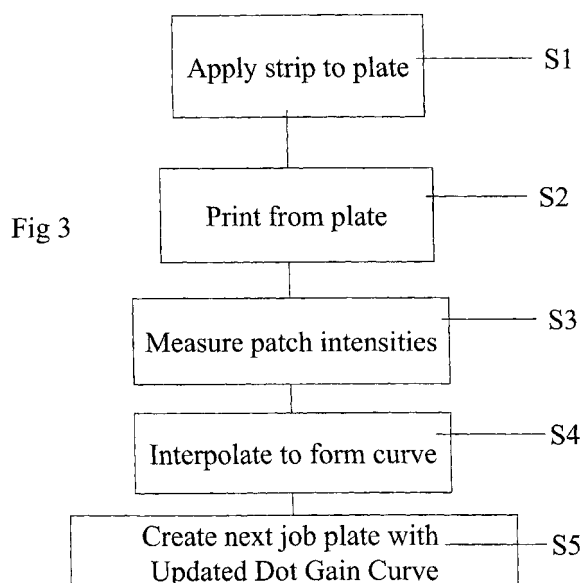 Apply strip to plate
S1
Print from plate
S2
Fig 3
Measure patch intensities
S3
Interpolate to form curve
S4
Create next job plate with
Updated Dot Gain Curve
S5